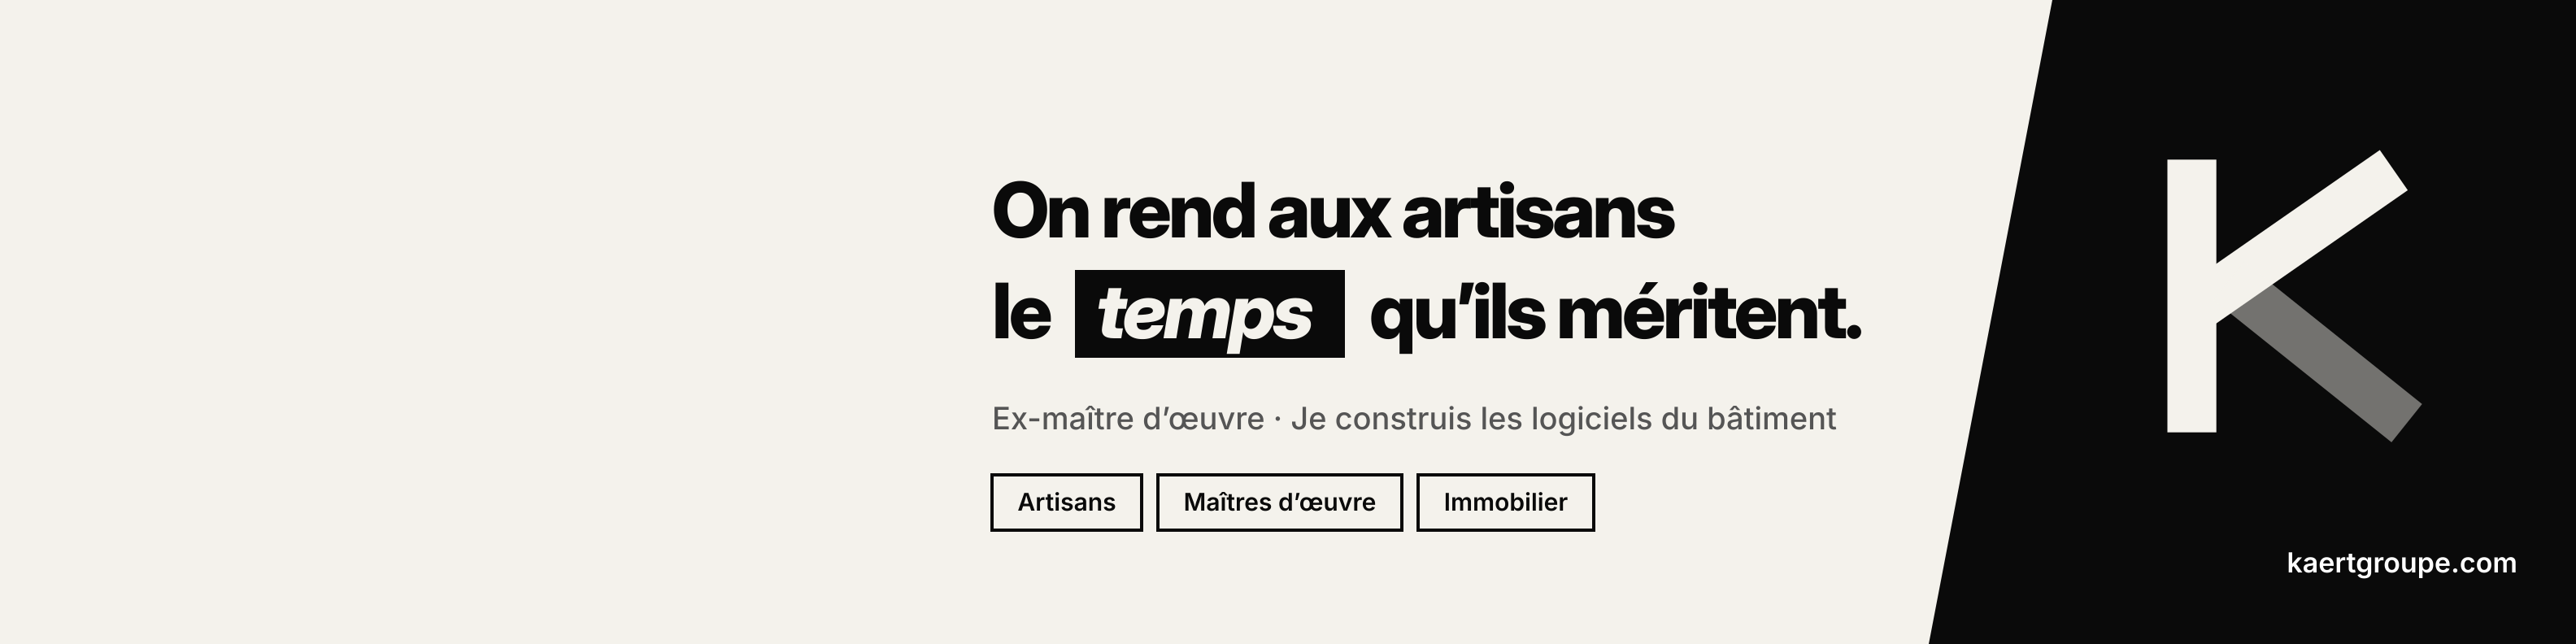 On rend aux artisans
le temps qu’ils méritent.
Ex-maître d’œuvre · Je construis les logiciels du bâtiment
Artisans
Maîtres d’œuvre
Immobilier
K
kaertgroupe.com